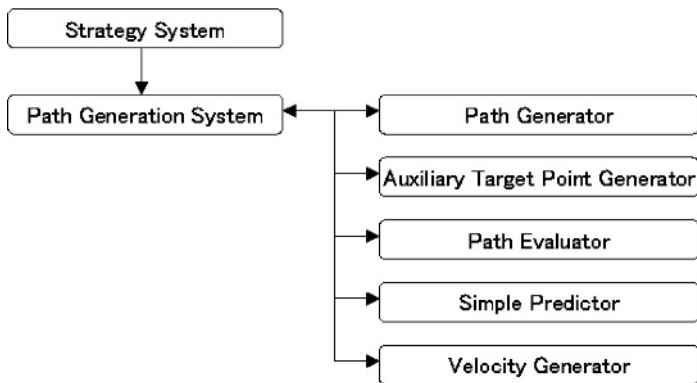 Strategy System
Path Generation System
Path Generator
Auxiliary Target Point Generator
Path Evaluator
Simple Predictor
Velocity Generator